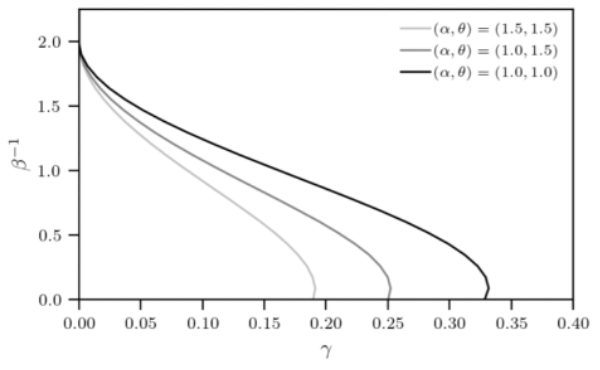 (α, θ) = (1.5, 1.5)
(α, θ) = (1.0, 1.5)
(α, θ) = (1.0, 1.0)
2.0
1.5
1.0
0.5
0.0
β⁻¹
0.00 0.05 0.10 0.15 0.20 0.25 0.30 0.35 0.40
γ